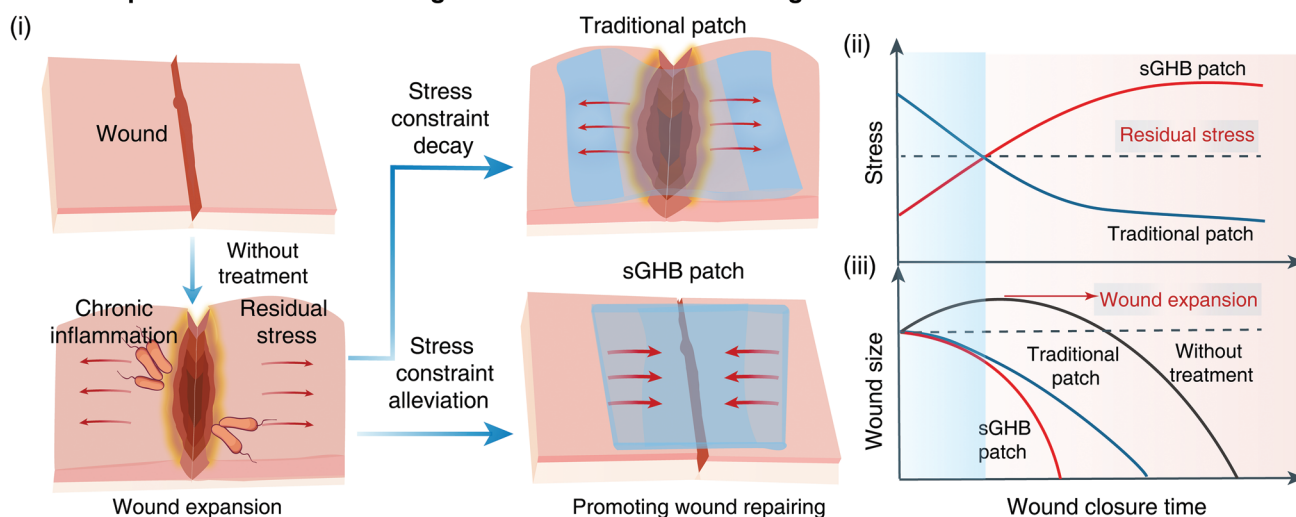 (i)
Wound
Without
treatment
Chronic
inflammation
Residual
stress
Wound expansion
Stress
constraint
decay
Traditional patch
Stress
constraint
alleviation
sGHB patch
Promoting wound repairing
(ii)
Stress
sGHB patch
Residual stress
Traditional patch
(iii)
Wound size
Wound expansion
Traditional
patch
Without
treatment
sGHB
patch
Wound closure time